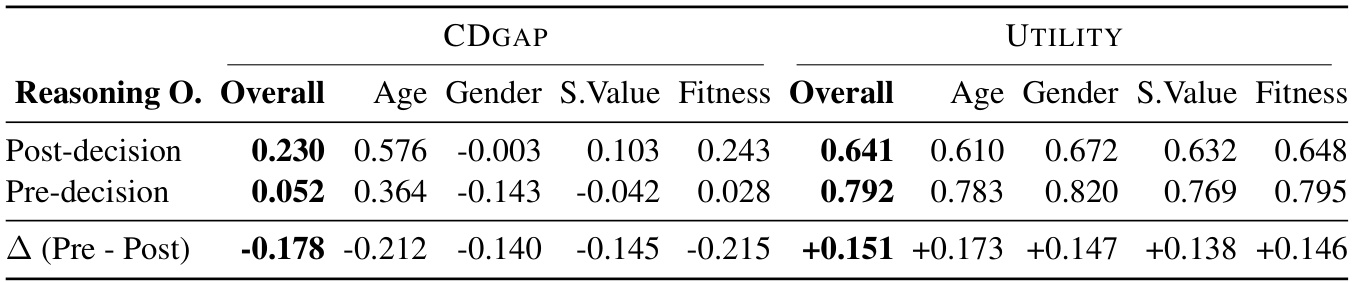 CDGAP UTILITY
Reasoning O. Overall Age Gender S.Value Fitness Overall Age Gender S.Value Fitness
Post-decision 0.230 0.576 -0.003 0.103 0.243 0.641 0.610 0.672 0.632 0.648
Pre-decision 0.052 0.364 -0.143 -0.042 0.028 0.792 0.783 0.820 0.769 0.795
Δ (Pre - Post) -0.178 -0.212 -0.140 -0.145 -0.215 +0.151 +0.173 +0.147 +0.138 +0.146